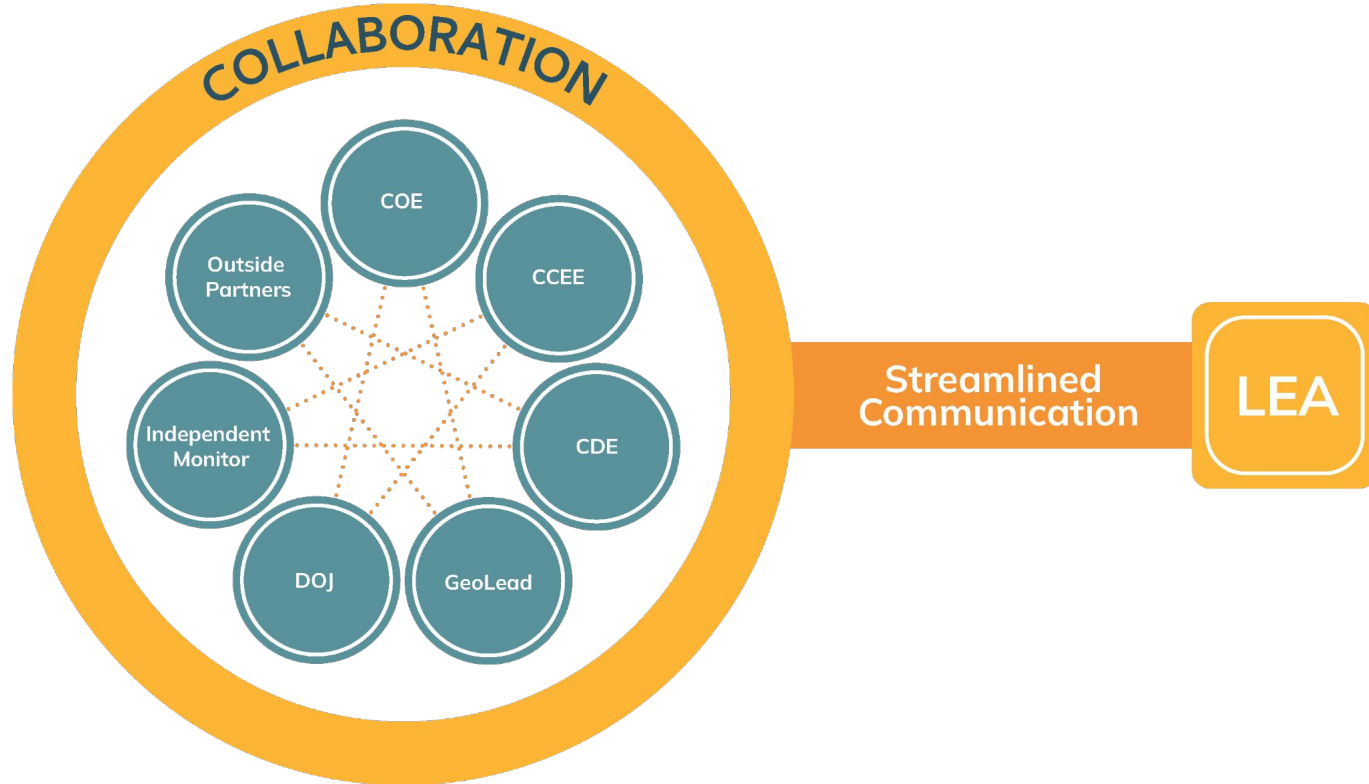 COLLABORATION
COE
Outside
Partners
CCEE
Independent
Monitor
CDE
DOJ
GeoLead
Streamlined
Communication
LEA